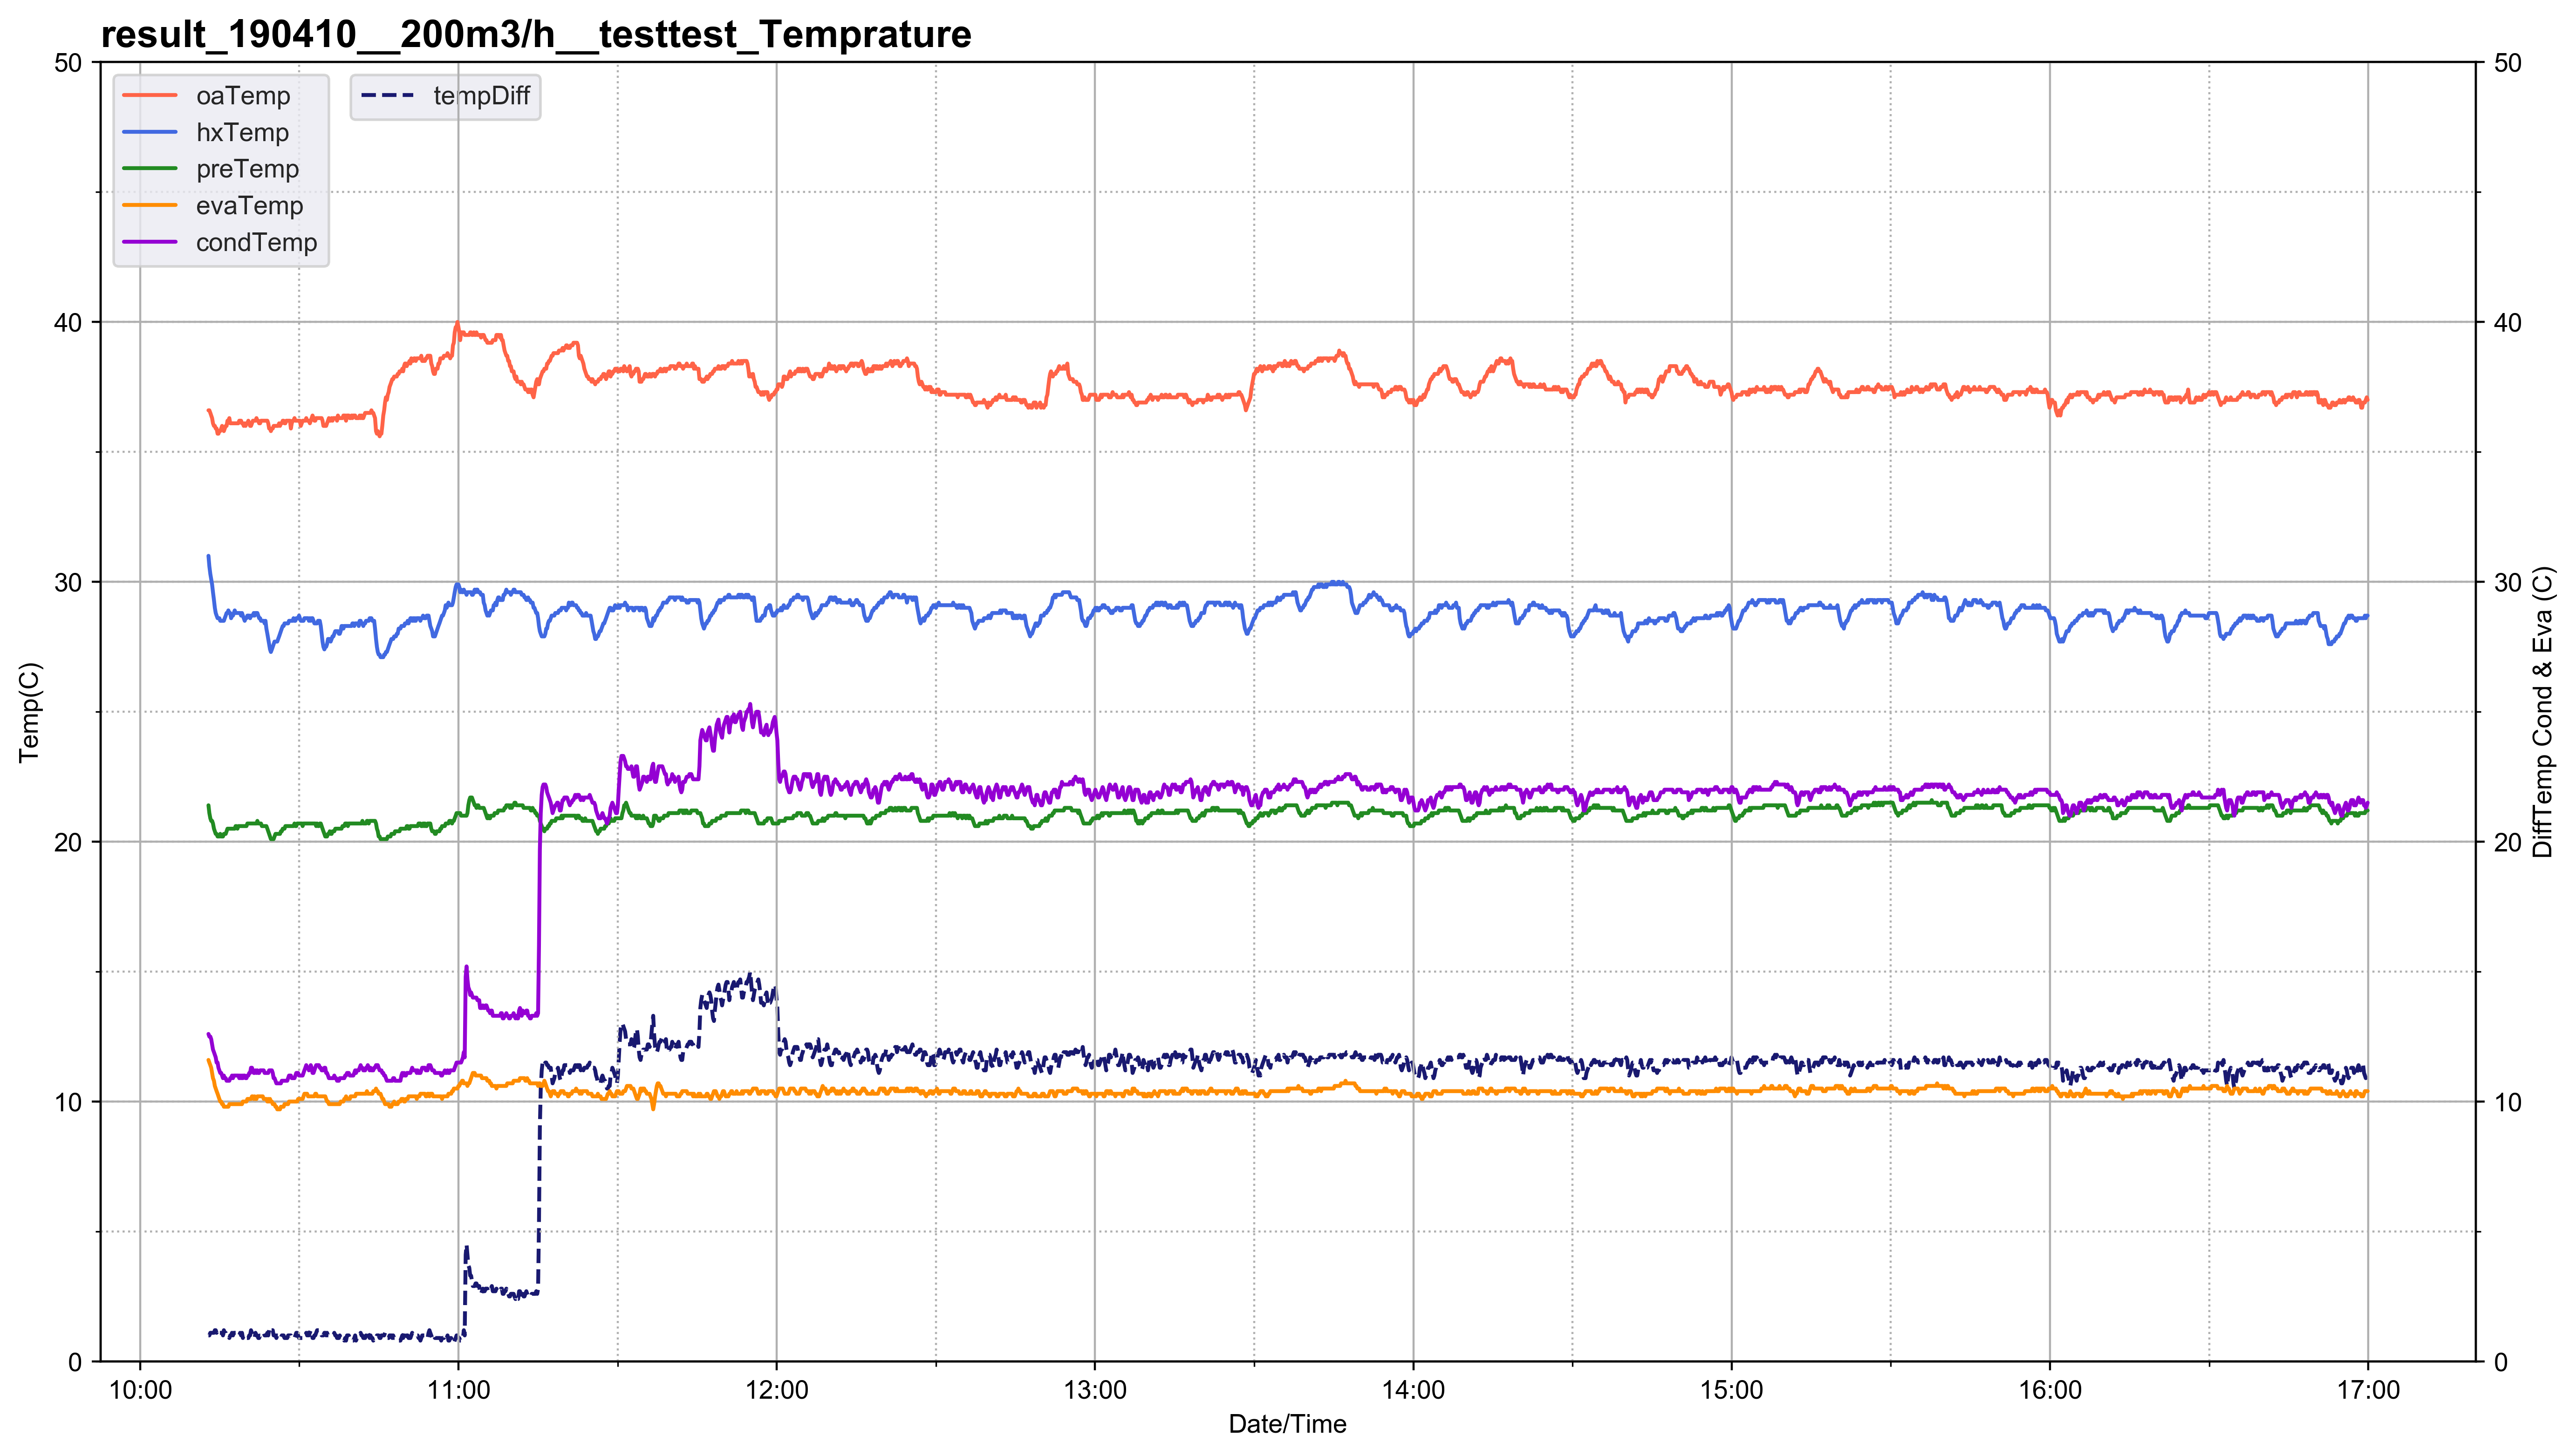 result_190410__200m3/h__testtest_Temprature
oaTemp
hxTemp
preTemp
evaTemp
condTemp
tempDiff
50
40
30
20
10
0
Temp(C)
50
40
30
20
10
0
DiffTemp Cond & Eva (C)
10:00 11:00 12:00 13:00 14:00 15:00 16:00 17:00
Date/Time